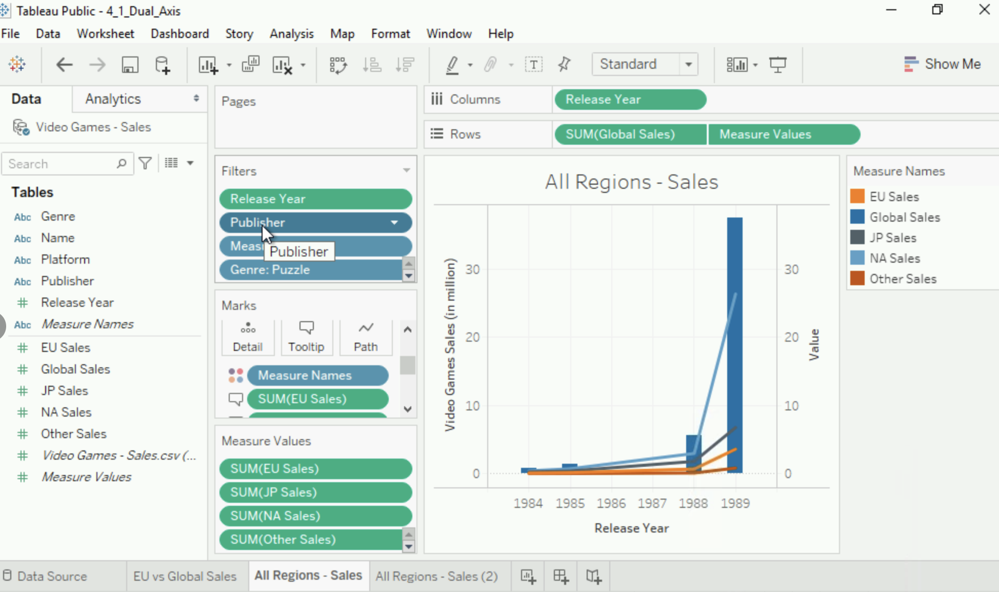 Tableau Public - 4_1_Dual_Axis
File Data Worksheet Dashboard Story Analysis Map Format Window Help
Standard
Show Me
Data
Analytics
Video Games - Sales
Search
Tables
Abc Genre
Abc Name
Abc Platform
Abc Publisher
# Release Year
Abc Measure Names
# EU Sales
# Global Sales
# JP Sales
# NA Sales
# Other Sales
# Video Games - Sales.csv (...
# Measure Values
Pages
Filters
Release Year
Publisher
Publisher
Genre: Puzzle
Marks
Detail
Tooltip
Path
Measure Names
SUM(EU Sales)
Measure Values
SUM(EU Sales)
SUM(JP Sales)
SUM(NA Sales)
SUM(Other Sales)
Columns
Release Year
Rows
SUM(Global Sales)
Measure Values
All Regions - Sales
Video Games Sales (in million)
30
20
10
0
30
20
10
0
Value
1984 1985 1986 1987 1988 1989
Release Year
Measure Names
EU Sales
Global Sales
JP Sales
NA Sales
Other Sales
Data Source
EU vs Global Sales
All Regions - Sales
All Regions - Sales (2)